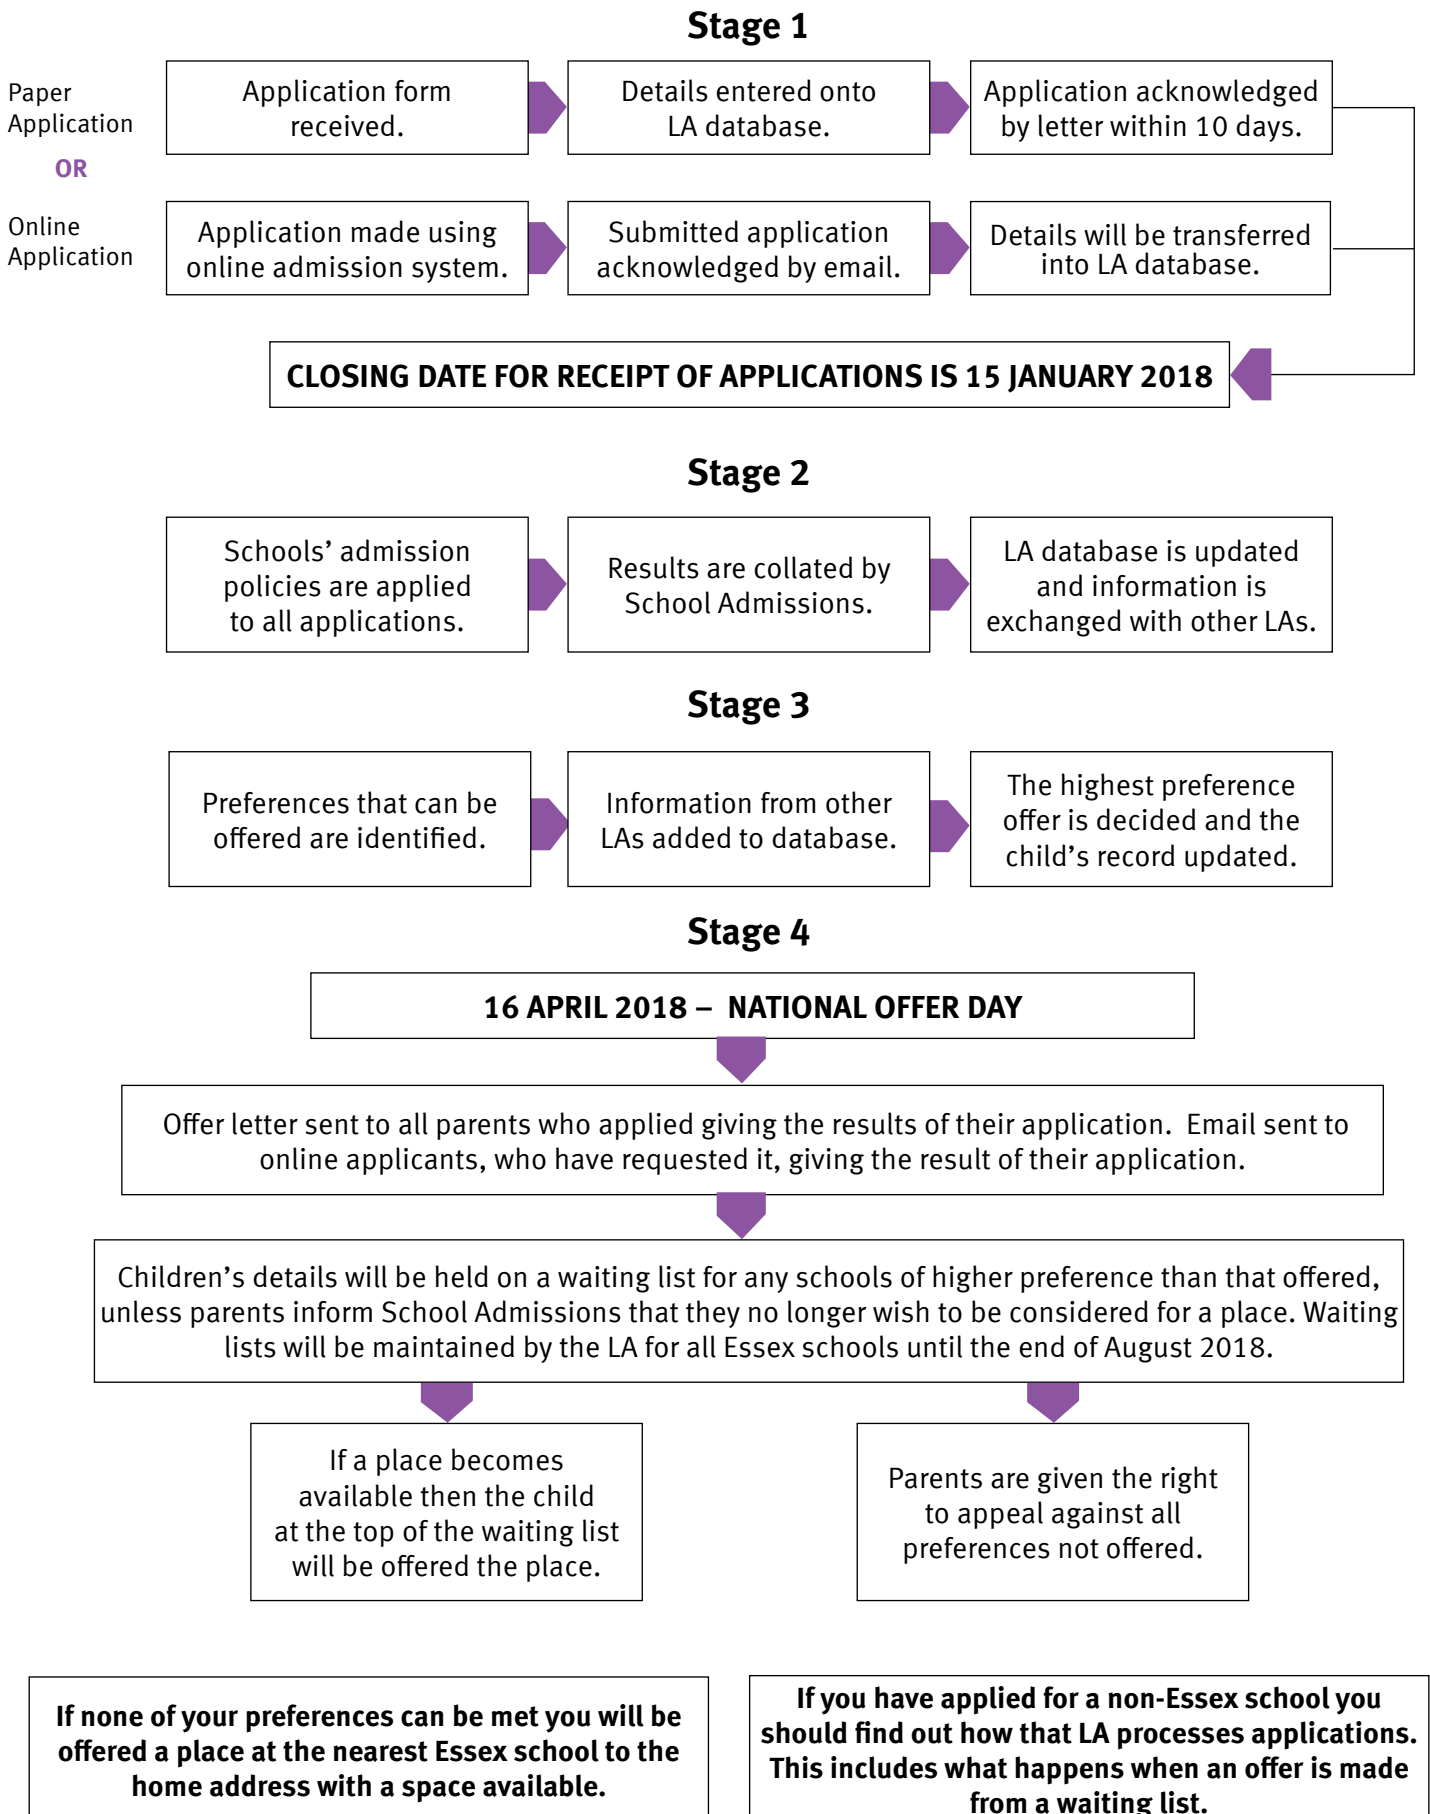 Stage 1
Paper
Application
Application form
received.
Details entered onto
LA database.
Application acknowledged
by letter within 10 days.
OR
Online
Application
Application made using
online admission system.
Submitted application
acknowledged by email.
Details will be transferred
into LA database.
CLOSING DATE FOR RECEIPT OF APPLICATIONS IS 15 JANUARY 2018
Stage 2
Schools’ admission
policies are applied
to all applications.
Results are collated by
School Admissions.
LA database is updated
and information is
exchanged with other LAs.
Stage 3
Preferences that can be
offered are identified.
Information from other
LAs added to database.
The highest preference
offer is decided and the
child’s record updated.
Stage 4
16 APRIL 2018 – NATIONAL OFFER DAY
Offer letter sent to all parents who applied giving the results of their application. Email sent to
online applicants, who have requested it, giving the result of their application.
Children’s details will be held on a waiting list for any schools of higher preference than that offered,
unless parents inform School Admissions that they no longer wish to be considered for a place. Waiting
lists will be maintained by the LA for all Essex schools until the end of August 2018.
If a place becomes
available then the child
at the top of the waiting list
will be offered the place.
Parents are given the right
to appeal against all
preferences not offered.
If none of your preferences can be met you will be
offered a place at the nearest Essex school to the
home address with a space available.
If you have applied for a non-Essex school you
should find out how that LA processes applications.
This includes what happens when an offer is made
from a waiting list.